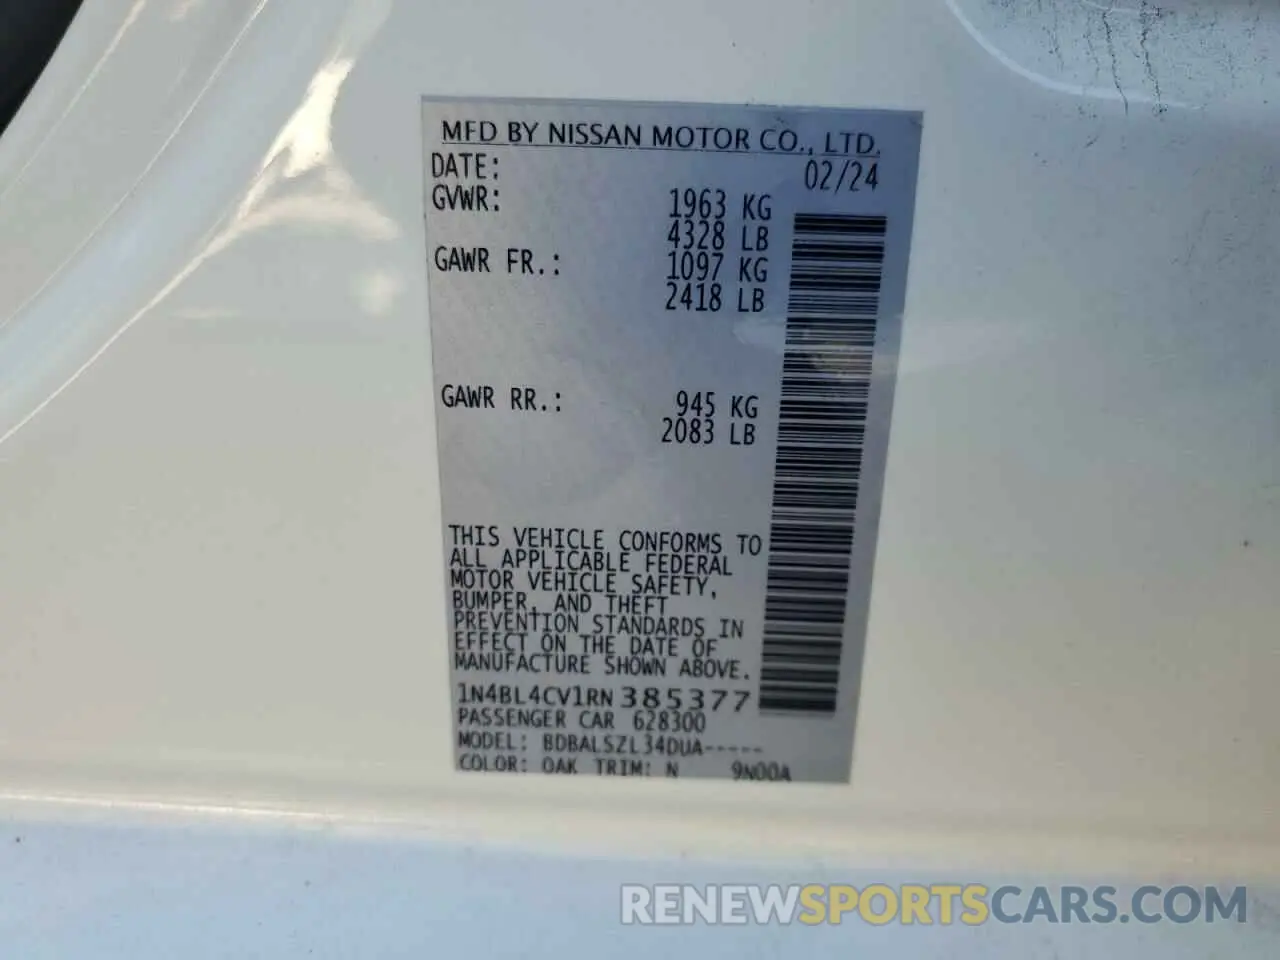 MFD BY NISSAN MOTOR CO., LTD.
DATE: 02/24
GVWR: 1963 KG
4328 LB
GAWR FR.: 1097 KG
2418 LB
GAWR RR.: 945 KG
2083 LB
THIS VEHICLE CONFORMS TO
ALL APPLICABLE FEDERAL
MOTOR VEHICLE SAFETY,
BUMPER, AND THEFT
PREVENTION STANDARDS IN
EFFECT ON THE DATE OF
MANUFACTURE SHOWN ABOVE.
1N4BL4CV1RN385377
PASSENGER CAR 628300
MODEL: BDBALSZL34DUA-----
COLOR: QAK TRIM: N 9N00A
RENEWSPORTSCARS.COM